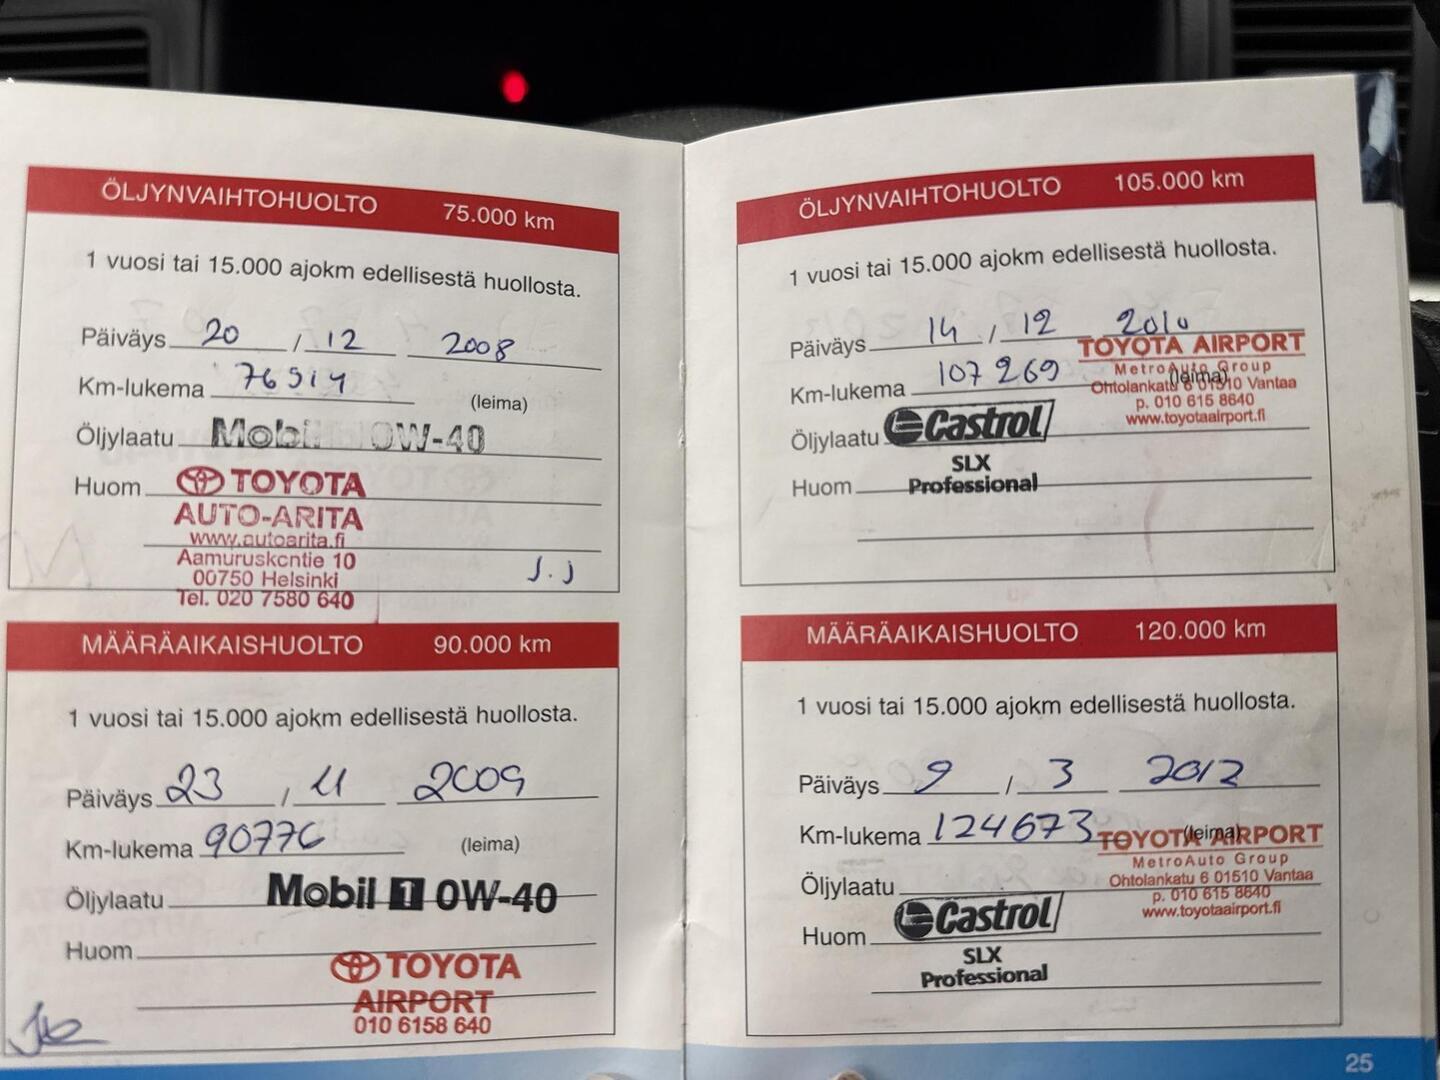 ÖLJYNVAIHTOHUOLTO 75.000 km
1 vuosi tai 15.000 ajokm edellisestä huollosta.
Päiväys 20 / 12 2008
Km-lukema 76514
(leima)
Öljylaatu Mobil 1 0W-40
Huom
TOYOTA
AUTO-ARITA
www.autoarita.fi
Aamuruskontie 10
00750 Helsinki
Tel. 020 7580 640
J.J
MÄÄRÄAIKAISHUOLTO 90.000 km
1 vuosi tai 15.000 ajokm edellisestä huollosta.
Päiväys 23 / 11 2009
Km-lukema 90776
(leima)
Öljylaatu Mobil 1 0W-40
Huom
TOYOTA
AIRPORT
010 6158 640
ÖLJYNVAIHTOHUOLTO 105.000 km
1 vuosi tai 15.000 ajokm edellisestä huollosta.
Päiväys 14 / 12 2010
Km-lukema 107269 (leima)
TOYOTA AIRPORT
MetroAuto Group
Ohtolankatu 6 01510 Vantaa
p. 010 615 8640
www.toyotaairport.fi
Öljylaatu Castrol
SLX
Huom Professional
MÄÄRÄAIKAISHUOLTO 120.000 km
1 vuosi tai 15.000 ajokm edellisestä huollosta.
Päiväys 9 / 3 2012
Km-lukema 124673 (leima)
TOYOTA AIRPORT
MetroAuto Group
Ohtolankatu 6 01510 Vantaa
p. 010 615 8640
www.toyotaairport.fi
Öljylaatu
Huom Castrol
SLX
Professional
25